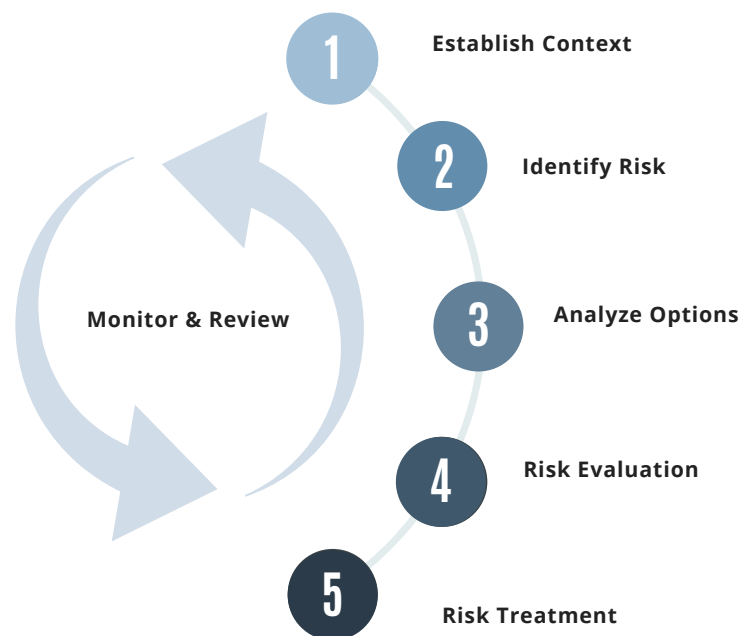 1
Establish Context
2
Identify Risk
Monitor & Review
3
Analyze Options
4
Risk Evaluation
5
Risk Treatment